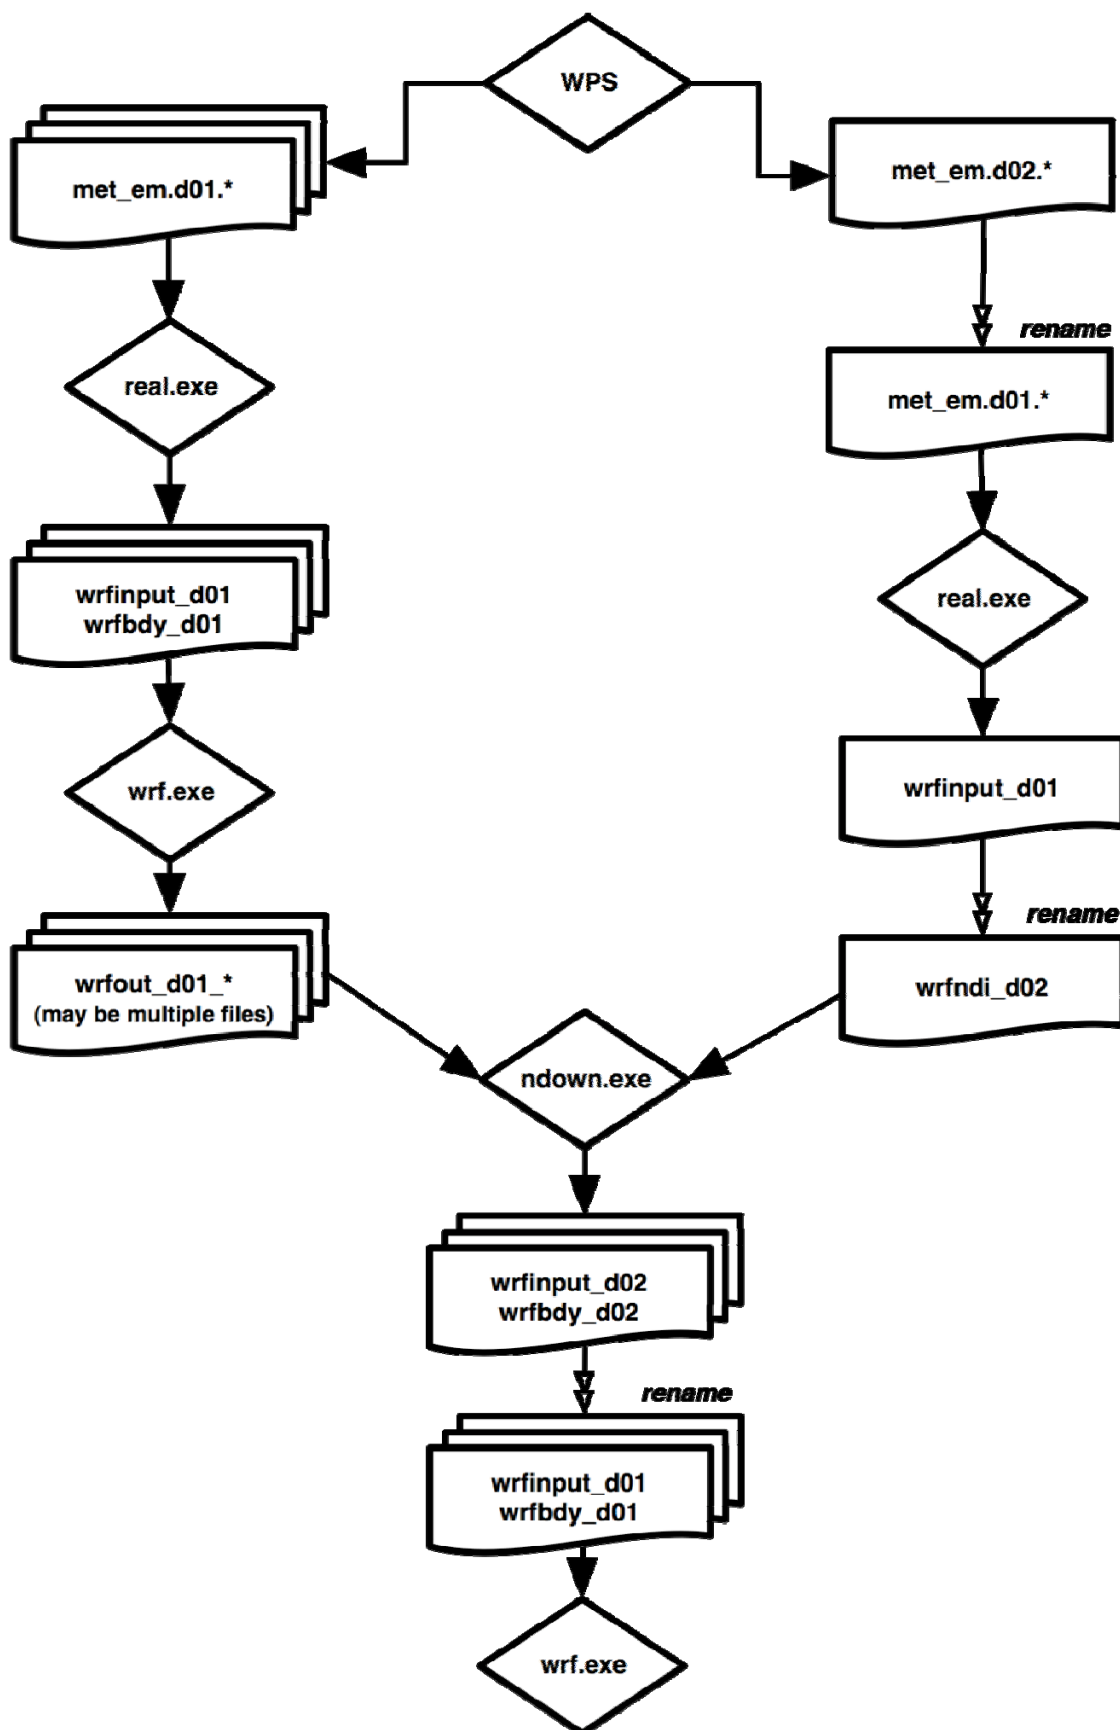 WPS
met_em.d01.*
met_em.d02.*
rename
real.exe
met_em.d01.*
wrfinput_d01
wrfbdy_d01
real.exe
wrf.exe
wrfinput_d01
rename
wrfout_d01_*
(may be multiple files)
wrfndi_d02
ndown.exe
wrfinput_d02
wrfbdy_d02
rename
wrfinput_d01
wrfbdy_d01
wrf.exe